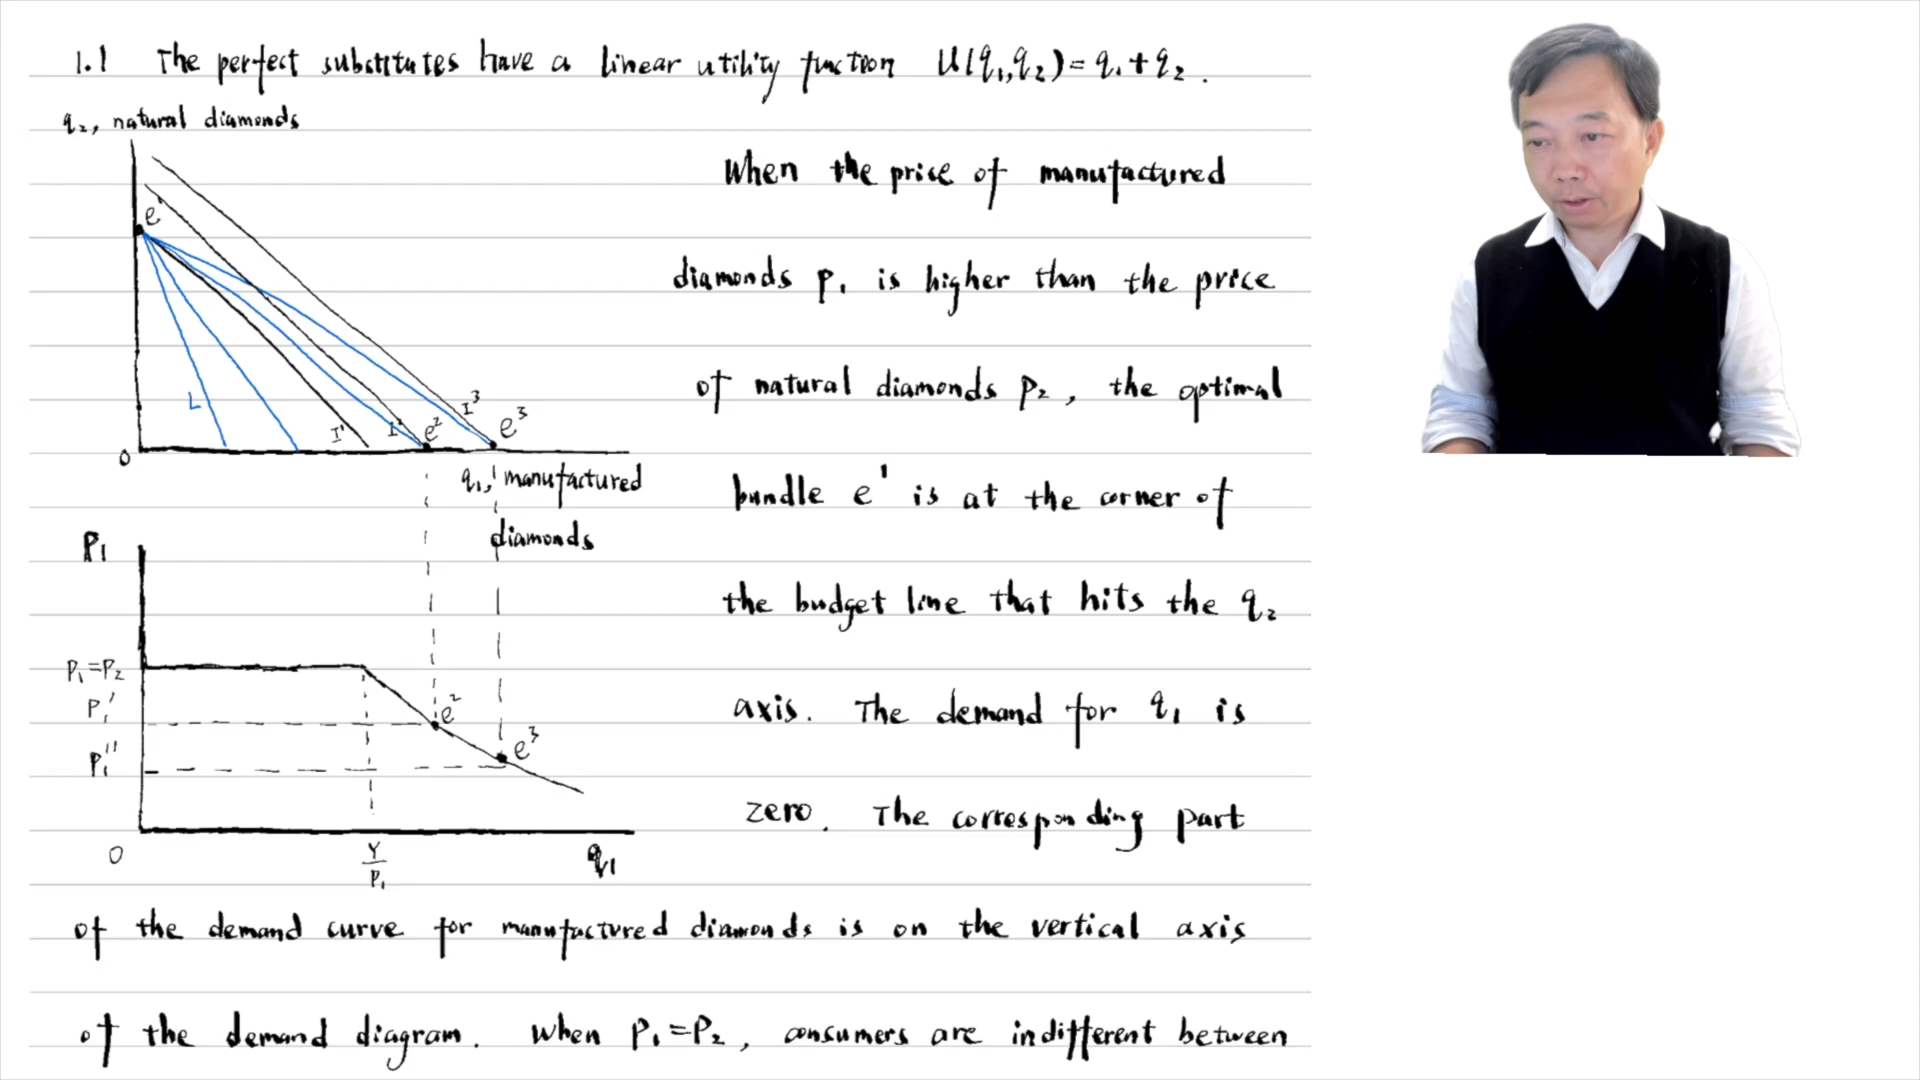 1.1 The perfect substitutes have a linear utility function U(q₁,q₂)=q₁+q₂.
q₂, natural diamonds
When the price of manufactured
e¹
diamonds p₁ is higher than the price
of natural diamonds p₂, the optimal
L
I¹ I² e² I³ e³
0
q₁, manufactured
diamonds
bundle e¹ is at the corner of
P₁
the budget line that hits the q₂
P₁=P₂
P₁′
e²
axis. The demand for q₁ is
P₁′′
e³
zero. The corresponding part
0
Y/P₁
q₁
of the demand curve for manufactured diamonds is on the vertical axis
of the demand diagram. When P₁=P₂, consumers are indifferent between